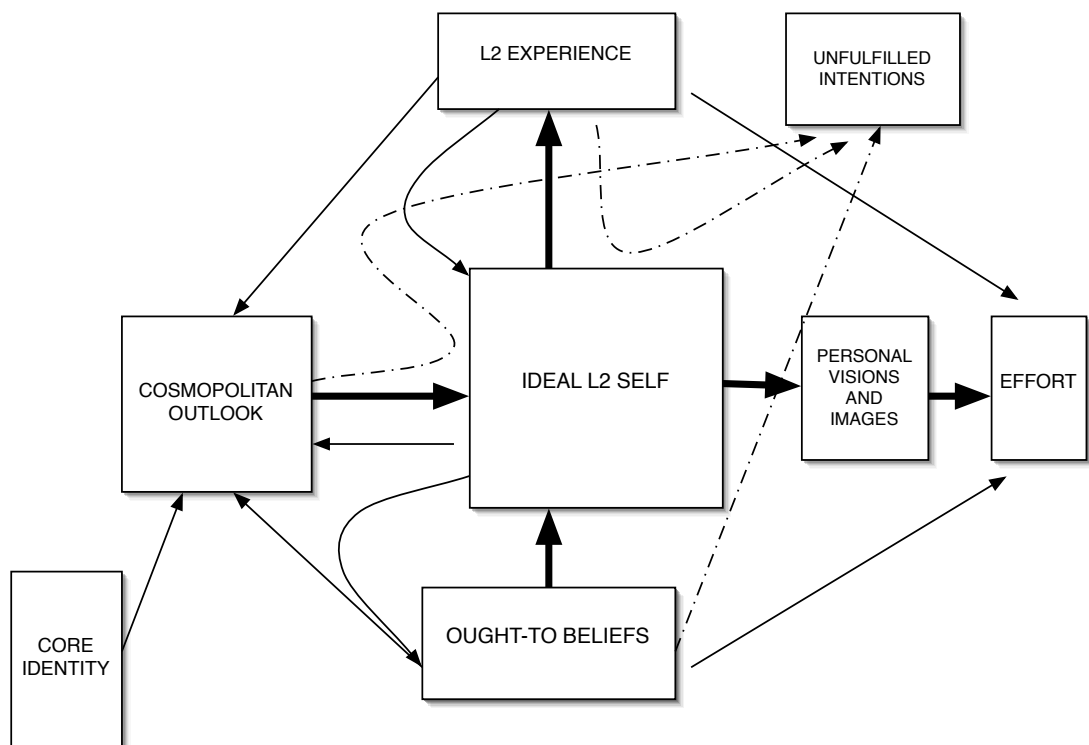 L2 EXPERIENCE
UNFULFILLED
INTENTIONS
COSMOPOLITAN
OUTLOOK
IDEAL L2 SELF
PERSONAL
VISIONS
AND
IMAGES
EFFORT
CORE
IDENTITY
OUGHT-TO BELIEFS